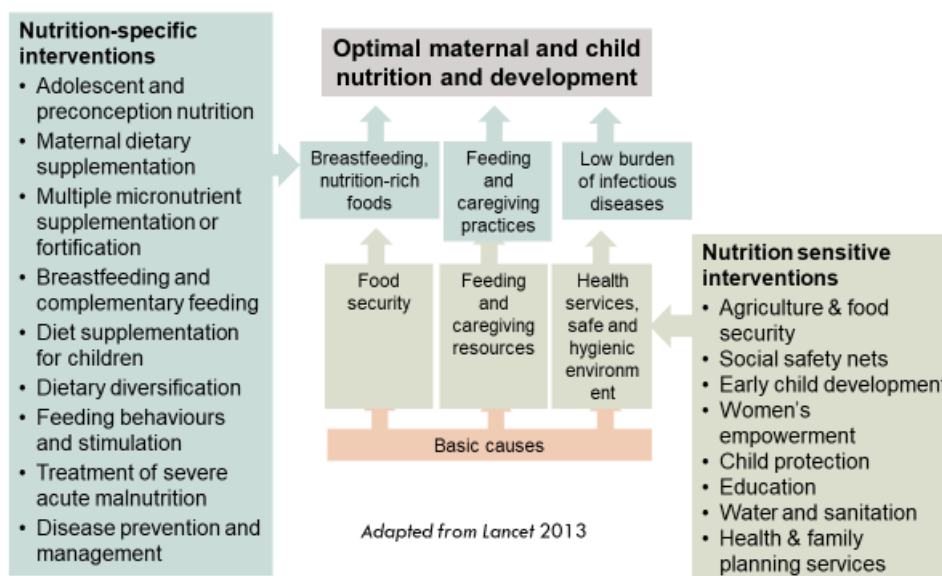 Nutrition-specific
interventions
• Adolescent and
preconception nutrition
• Maternal dietary
supplementation
• Multiple micronutrient
supplementation or
fortification
• Breastfeeding and
complementary feeding
• Diet supplementation
for children
• Dietary diversification
• Feeding behaviours
and stimulation
• Treatment of severe
acute malnutrition
• Disease prevention and
management
Optimal maternal and child
nutrition and development
Breastfeeding,
nutrition-rich
foods
Feeding
and
caregiving
practices
Low burden
of infectious
diseases
Food
security
Feeding
and
caregiving
resources
Health
services,
safe and
hygienic
environm
ent
Basic causes
Adapted from Lancet 2013
Nutrition sensitive
interventions
• Agriculture & food
security
• Social safety nets
• Early child development
• Women's
empowerment
• Child protection
• Education
• Water and sanitation
• Health & family
planning services